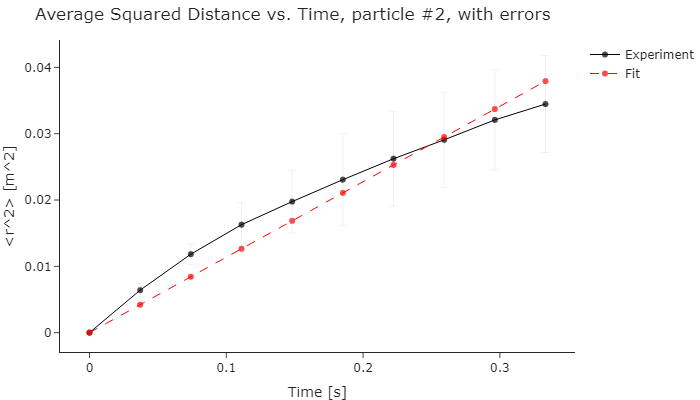 Average Squared Distance vs. Time, particle #2, with errors
Experiment
Fit
<r^2> [m^2]
0.04
0.03
0.02
0.01
0
0
0.1
0.2
0.3
Time [s]